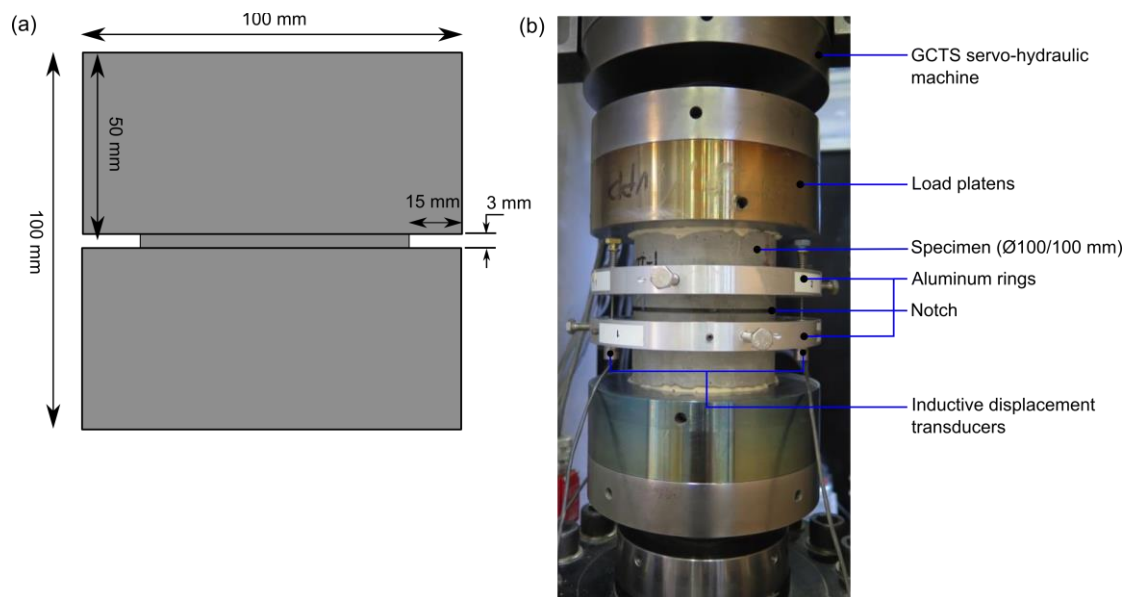 (a)
100 mm
50 mm
100 mm
15 mm
3 mm
(b)
GCTS servo-hydraulic
machine
Load platens
Specimen (Ø100/100 mm)
Aluminum rings
Notch
Inductive displacement
transducers